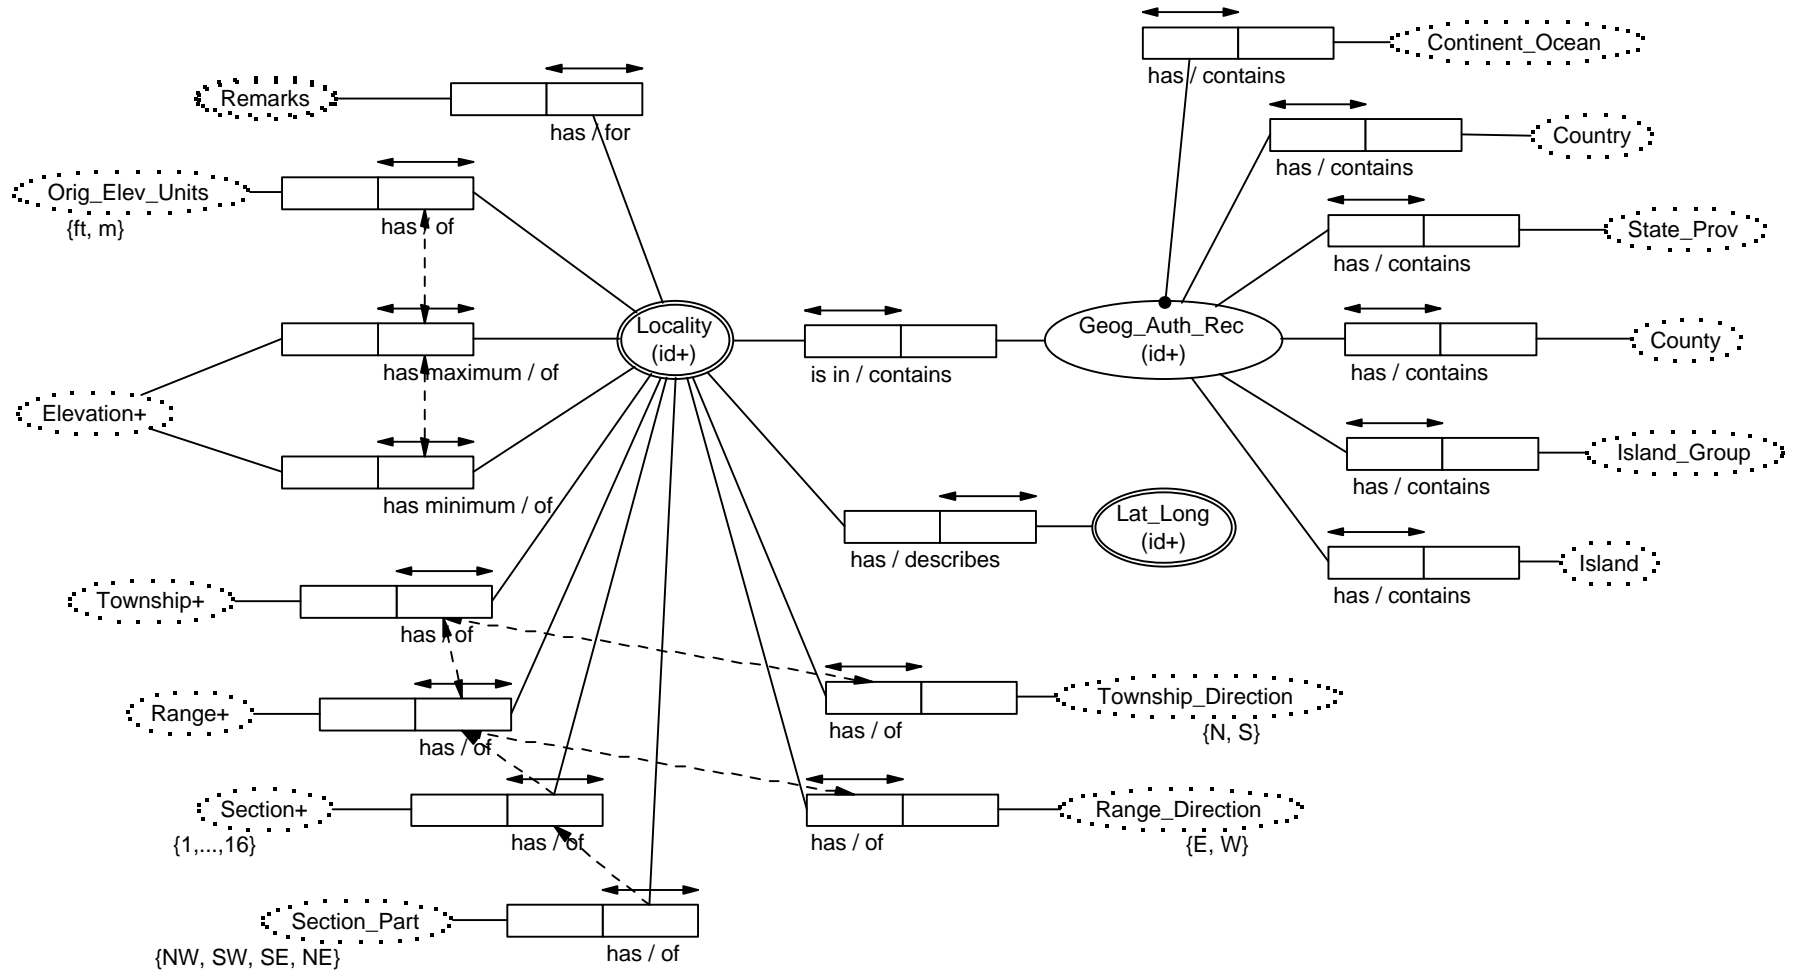 Continent_Ocean
has / contains
Remarks
has / for
Country
has / contains
Orig_Elev_Units
{ft, m}
has / of
State_Prov
has / contains
Locality
(id+)
Geog_Auth_Rec
(id+)
County
has maximum / of
is in / contains
has / contains
Elevation+
Island_Group
has / contains
has minimum / of
Lat_Long
(id+)
has / describes
Island
has / contains
Township+
has / of
Township_Direction
{N, S}
has / of
Range+
has / of
Section+
{1,...,16}
has / of
Range_Direction
{E, W}
has / of
Section_Part
{NW, SW, SE, NE}
has / of